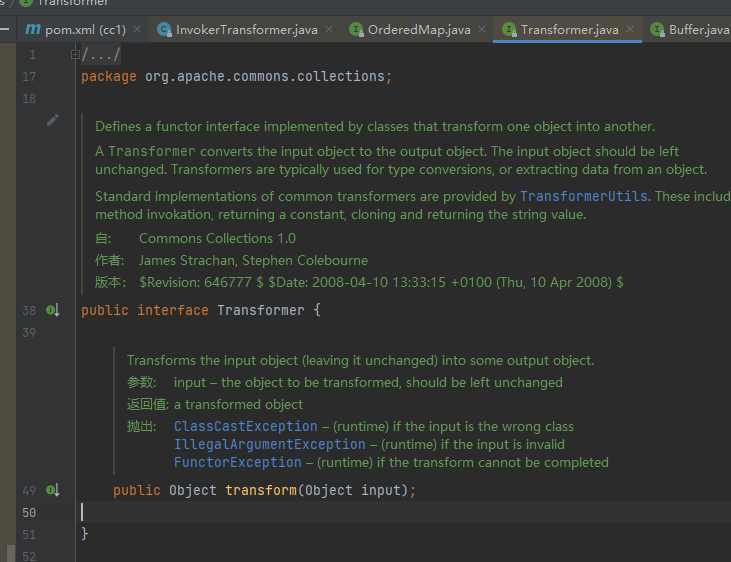 s / Transformer
m pom.xml (cc1) × InvokerTransformer.java × OrderedMap.java × Transformer.java × Buffer.java
1 /.../
17 package org.apache.commons.collections;
18
Defines a functor interface implemented by classes that transform one object into another.
A Transformer converts the input object to the output object. The input object should be left
unchanged. Transformers are typically used for type conversions, or extracting data from an object.
Standard implementations of common transformers are provided by TransformerUtils. These includ
method invokation, returning a constant, cloning and returning the string value.
自: Commons Collections 1.0
作者: James Strachan, Stephen Colebourne
版本: $Revision: 646777 $ $Date: 2008-04-10 13:33:15 +0100 (Thu, 10 Apr 2008) $
38 public interface Transformer {
39
Transforms the input object (leaving it unchanged) into some output object.
参数: input – the object to be transformed, should be left unchanged
返回值: a transformed object
抛出: ClassCastException – (runtime) if the input is the wrong class
IllegalArgumentException – (runtime) if the input is invalid
FunctorException – (runtime) if the transform cannot be completed
49 public Object transform(Object input);
50
51 }
52